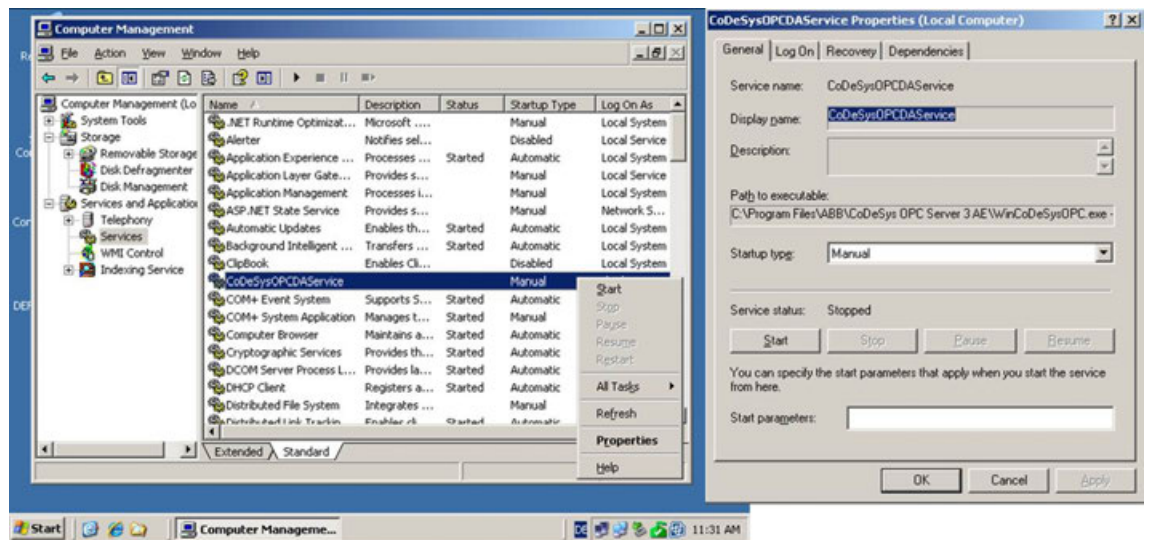 Computer Management
File Action View Window Help
Computer Management (Lo
System Tools
Storage
Removable Storage
Disk Defragmenter
Disk Management
Services and Application
Telephony
Services
WMI Control
Indexing Service
Name Description Status Startup Type Log On As
.NET Runtime Optimizat... Microsoft .... Manual Local System
Alerter Notifies sel... Disabled Local Service
Application Experience ... Processes ... Started Automatic Local System
Application Layer Gate... Provides s... Manual Local Service
Application Management Processes i... Manual Local System
ASP.NET State Service Provides s... Manual Network S...
Automatic Updates Enables th... Started Automatic Local System
Background Intelligent ... Transfers ... Started Automatic Local System
ClipBook Enables Cli... Disabled Local System
CoDeSysOPCDAService Manual
COM+ Event System Supports S... Started Automatic
COM+ System Application Manages t... Started Manual
Computer Browser Maintains a... Started Automatic
Cryptographic Services Provides th... Started Automatic
DCOM Server Process L... Provides la... Started Automatic
DHCP Client Registers a... Started Automatic
Distributed File System Integrates ... Manual
Distributed Link Trackin Enables cli Started Automatic
Start
Stop
Pause
Resume
Restart
All Tasks
Refresh
Properties
Help
Extended Standard
Start Computer Manageme... DE 11:31 AM
CoDeSysOPCDAService Properties (Local Computer)
General Log On Recovery Dependencies
Service name: CoDeSysOPCDAService
Display name: CoDeSysOPCDAService
Description:
Path to executable:
C:\Program Files\ABB\CoDeSys OPC Server 3 AE\WinCoDeSysOPC.exe -
Startup type: Manual
Service status: Stopped
Start Stop Pause Resume
You can specify the start parameters that apply when you start the service
from here.
Start parameters:
OK Cancel Apply